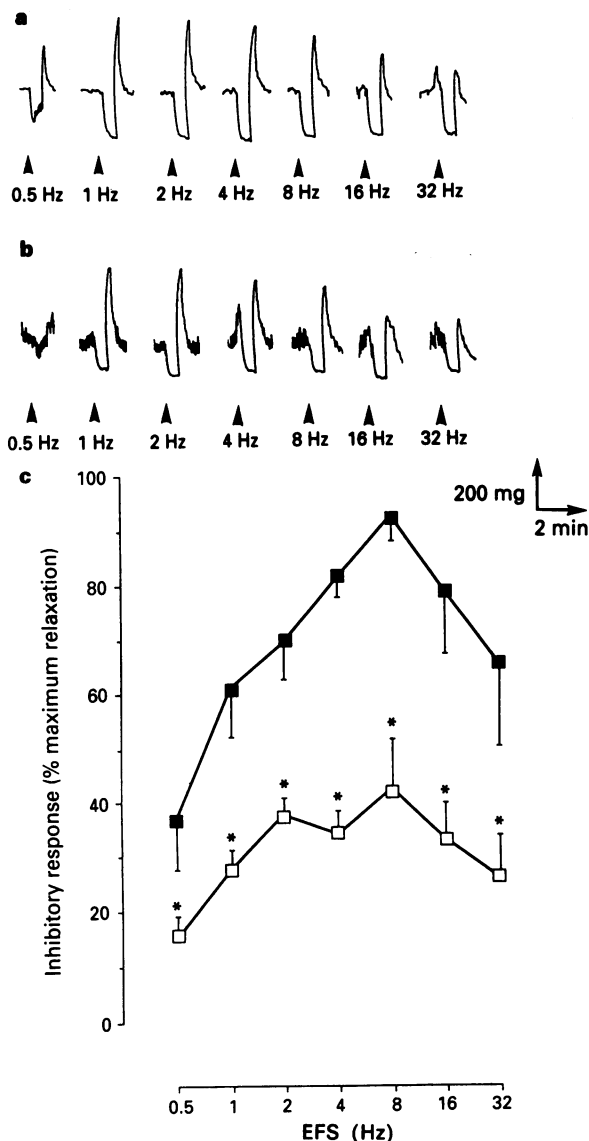 a
0.5 Hz 1 Hz 2 Hz 4 Hz 8 Hz 16 Hz 32 Hz
b
0.5 Hz 1 Hz 2 Hz 4 Hz 8 Hz 16 Hz 32 Hz
200 mg
2 min
c
Inhibitory response (% maximum relaxation)
100
80
60
40
20
0
*
*
*
*
*
*
*
0.5 1 2 4 8 16 32
EFS (Hz)